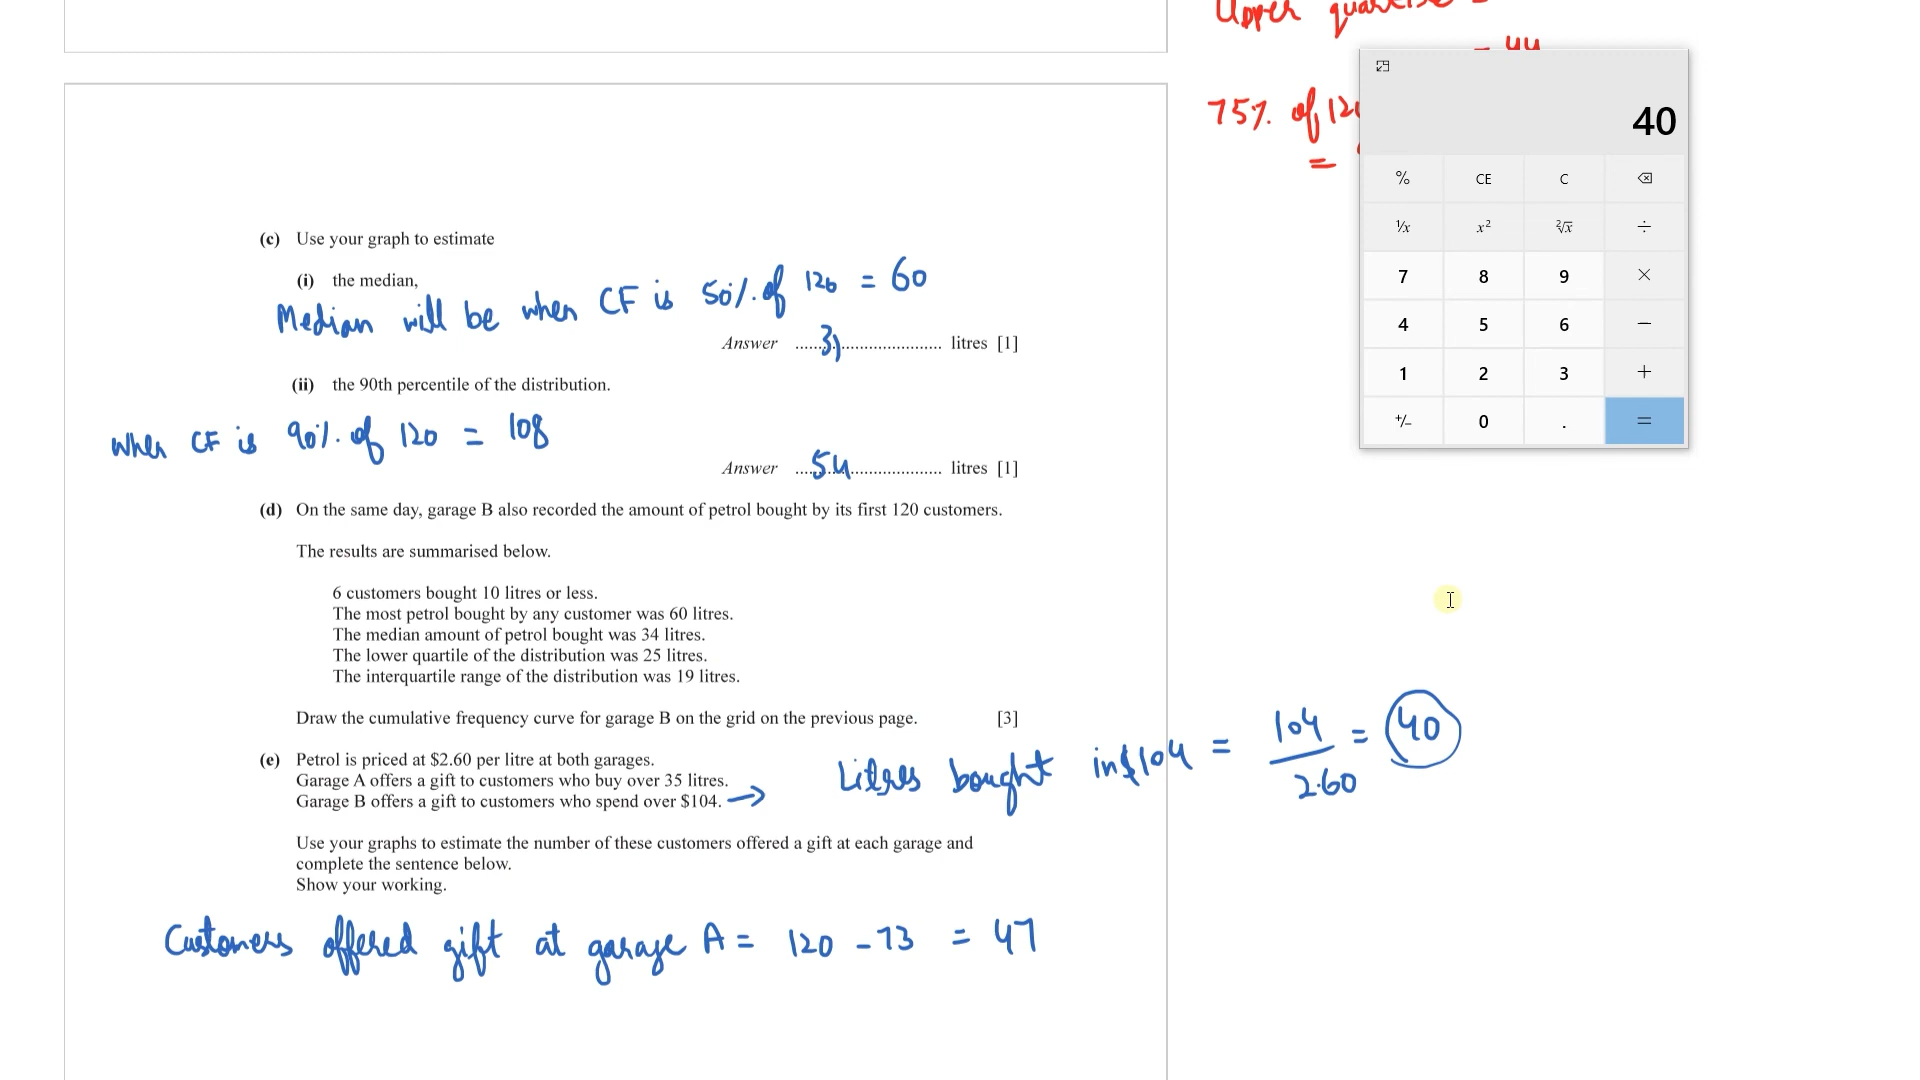 Upper quartile =
= 44
75% of 120
=
40
% CE C
1/x x² ²√x ÷
7 8 9 ×
4 5 6 −
1 2 3 +
+/− 0 . =
(c) Use your graph to estimate
(i) the median,
Median will be when CF is 50% of 120 = 60
Answer ......31...................... litres [1]
(ii) the 90th percentile of the distribution.
When CF is 90% of 120 = 108
Answer ....54...................... litres [1]
(d) On the same day, garage B also recorded the amount of petrol bought by its first 120 customers.
The results are summarised below.
6 customers bought 10 litres or less.
The most petrol bought by any customer was 60 litres.
The median amount of petrol bought was 34 litres.
The lower quartile of the distribution was 25 litres.
The interquartile range of the distribution was 19 litres.
Draw the cumulative frequency curve for garage B on the grid on the previous page. [3]
(e) Petrol is priced at $2.60 per litre at both garages.
Garage A offers a gift to customers who buy over 35 litres.
Garage B offers a gift to customers who spend over $104. →
Litres bought in $104 = 104/2.60 = 40
Use your graphs to estimate the number of these customers offered a gift at each garage and
complete the sentence below.
Show your working.
Customers offered gift at garage A = 120 - 73 = 47